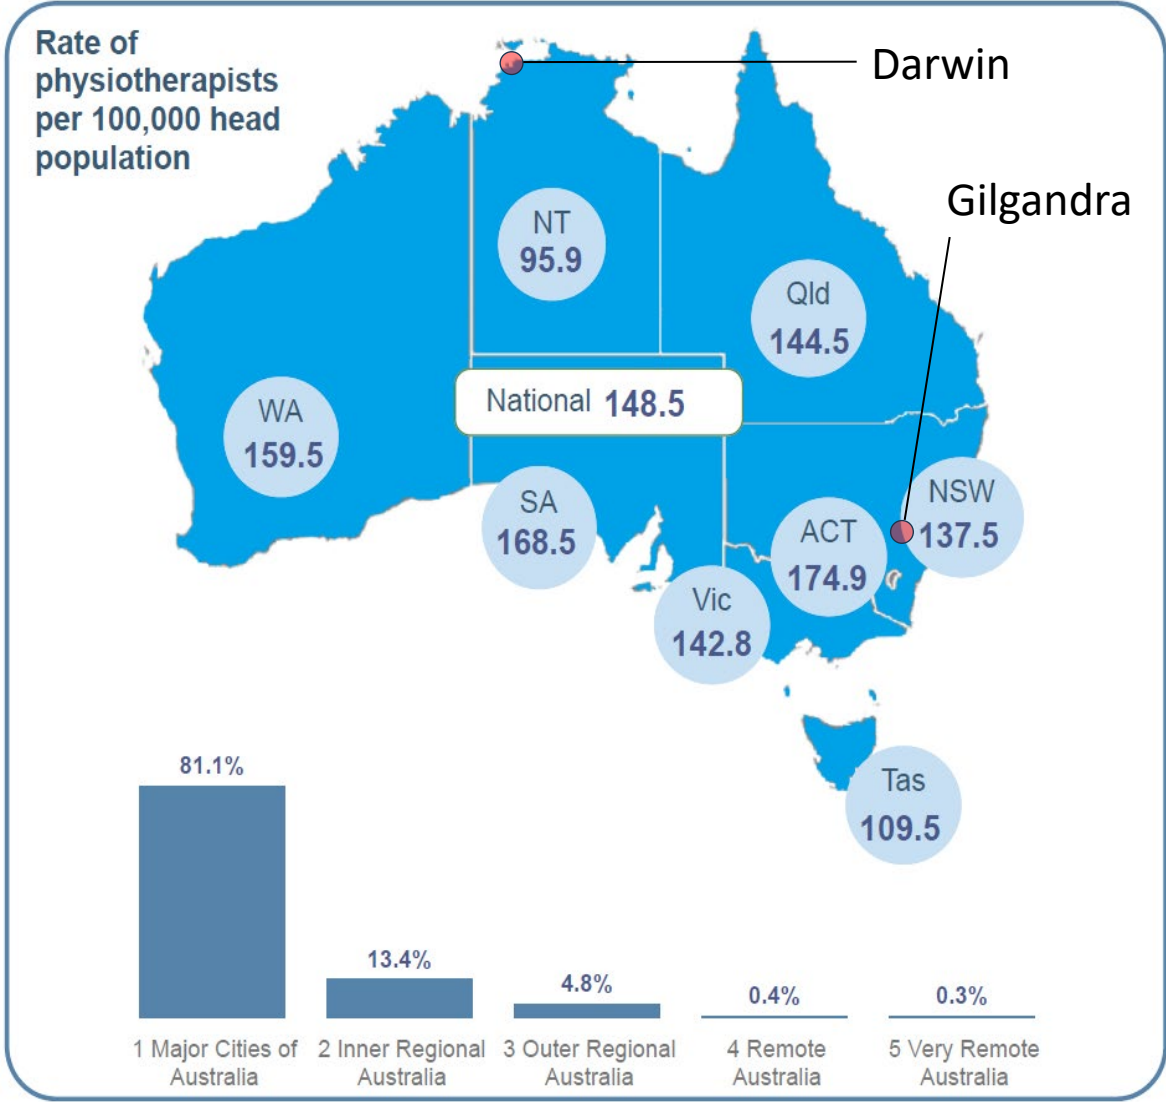 Rate of
physiotherapists
per 100,000 head
population
Darwin
Gilgandra
NT
95.9
Qld
144.5
National 148.5
WA
159.5
SA
168.5
NSW
137.5
ACT
174.9
Vic
142.8
Tas
109.5
81.1%
13.4%
4.8%
0.4%
0.3%
1 Major Cities of
Australia
2 Inner Regional
Australia
3 Outer Regional
Australia
4 Remote
Australia
5 Very Remote
Australia